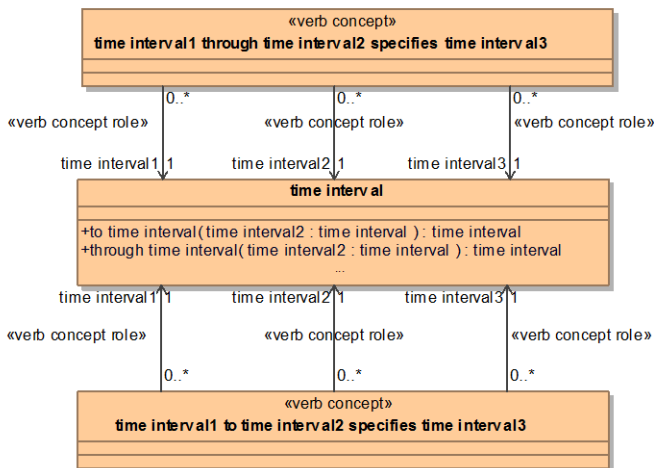 «verb concept»
time interval1 through time interval2 specifies time interval3
0..* 0..* 0..*
«verb concept role» «verb concept role» «verb concept role»
time interval1 1 time interval2 1 time interval3 1
time interval
+to time interval( time interval2 : time interval ) : time interval
+through time interval( time interval2 : time interval ) : time interval
...
time interval1 1 time interval2 1 time interval3 1
«verb concept role» «verb concept role» «verb concept role»
0..* 0..* 0..*
«verb concept»
time interval1 to time interval2 specifies time interval3